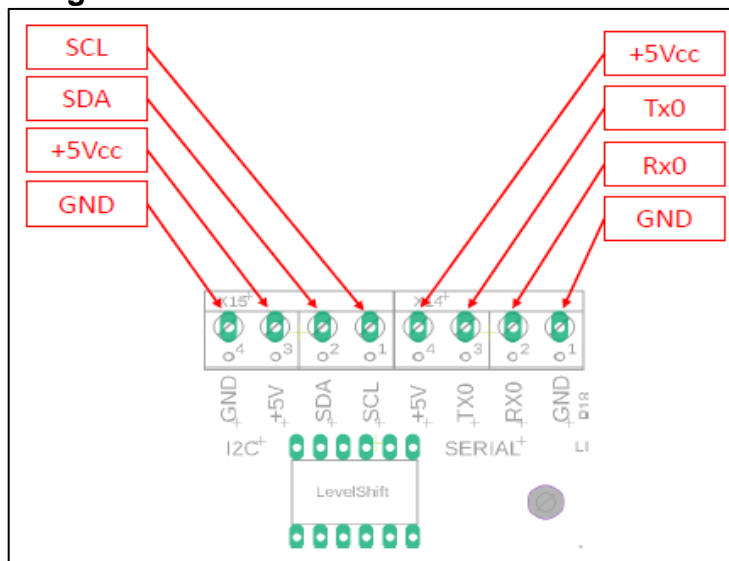 SCL
SDA
+5Vcc
GND
+5Vcc
Tx0
Rx0
GND
X15
4 3 2 1 4 3 2 1
GND +5V SDA SCL +5V TX0 RX0 GND
I2C SERIAL
LevelShift